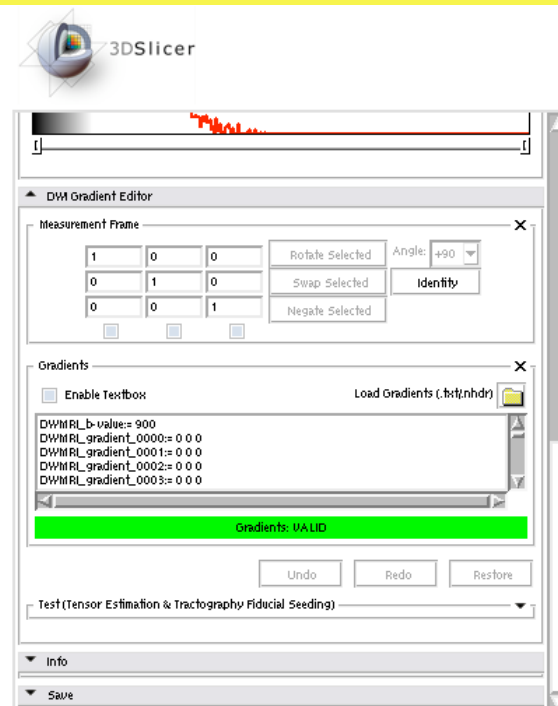 3DSlicer
DWI Gradient Editor
Measurement Frame
1 0 0 Rotate Selected Angle: +90
0 1 0 Swap Selected Identity
0 0 1 Negate Selected
Gradients
Enable Textbox Load Gradients (.txt/.nhdr)
DWMRI_b-value:= 900
DWMRI_gradient_0000:= 0 0 0
DWMRI_gradient_0001:= 0 0 0
DWMRI_gradient_0002:= 0 0 0
DWMRI_gradient_0003:= 0 0 0
Gradients: VALID
Undo Redo Restore
Test (Tensor Estimation & Tractography Fiducial Seeding)
Info
Save